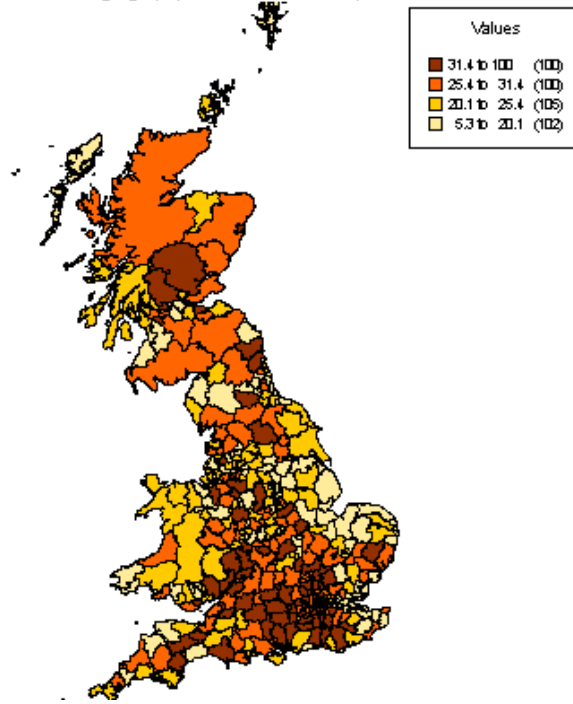 Values
31.4 to 100 (100)
25.4 to 31.4 (100)
20.1 to 25.4 (105)
5.3 to 20.1 (102)